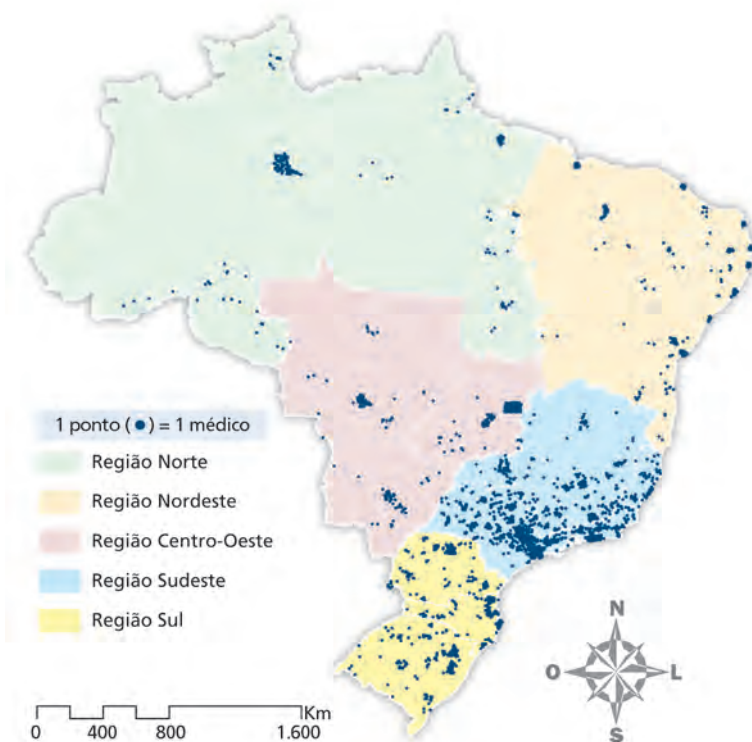 1 ponto (●) = 1 médico
Região Norte
Região Nordeste
Região Centro-Oeste
Região Sudeste
Região Sul
N
O L
S
Km
0 400 800 1.600